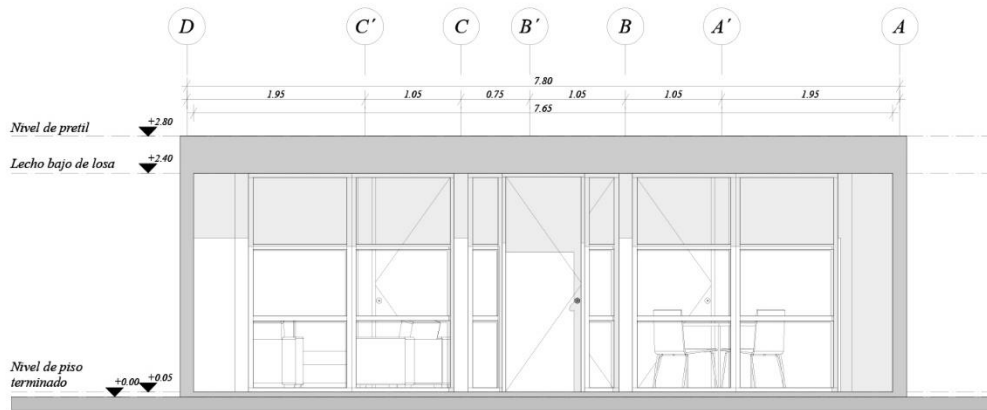 D C´ C B´ B A´ A
7.80
1.95 1.05 0.75 1.05 1.05 1.95
7.65
Nivel de pretil +2.80
Lecho bajo de losa +2.40
Nivel de piso
terminado +0.00 +0.05